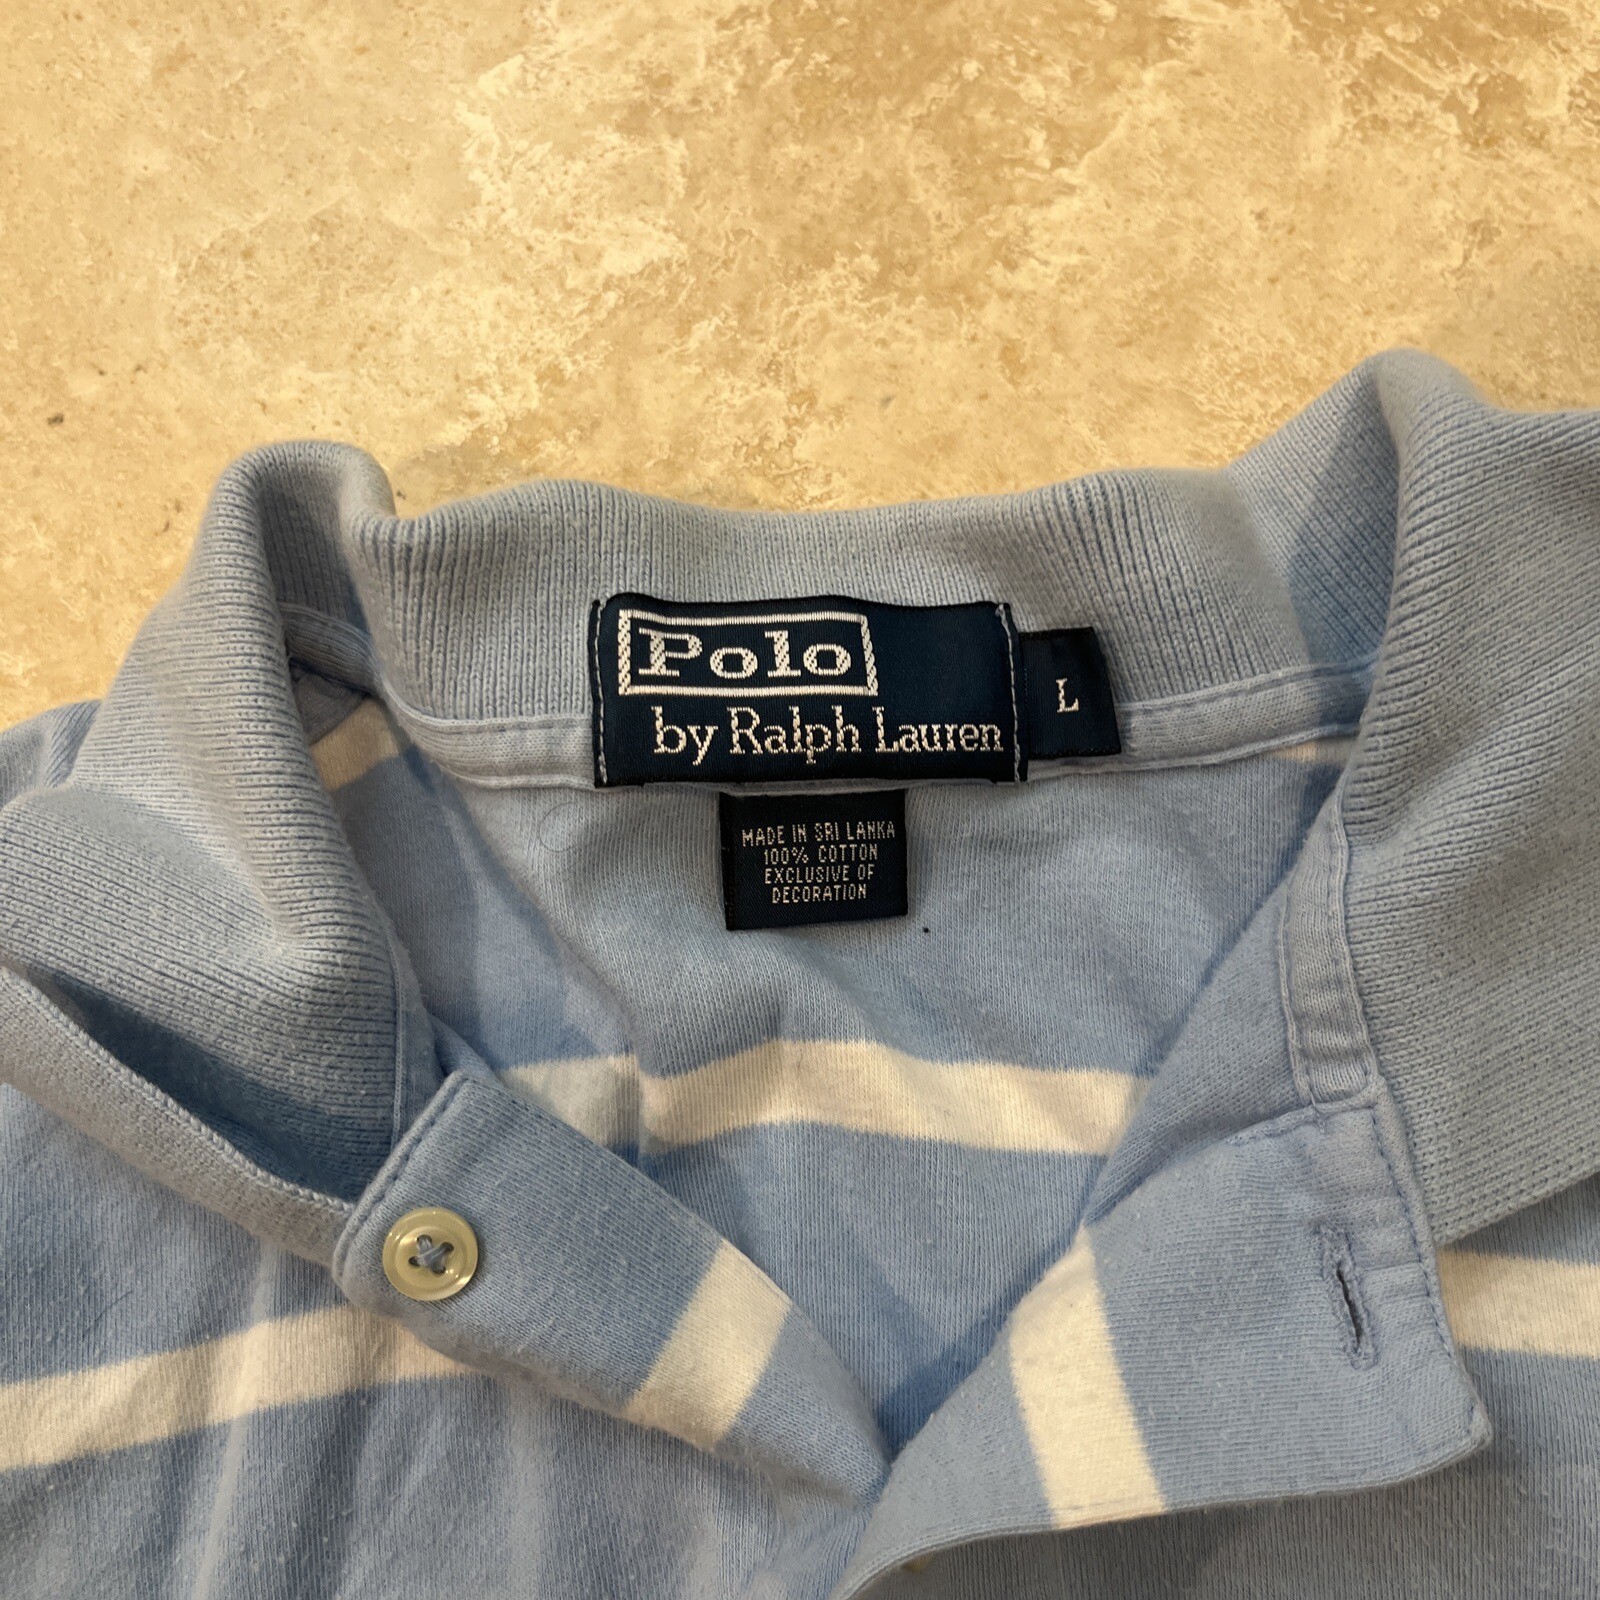 Polo
by Ralph Lauren
L
MADE IN SRI LANKA
100% COTTON
EXCLUSIVE OF
DECORATION